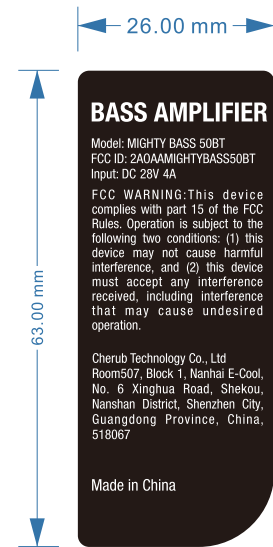 26.00 mm
63.00 mm
BASS AMPLIFIER
Model: MIGHTY BASS 50BT
FCC ID: 2AOAAMIGHTYBASS50BT
Input: DC 28V 4A
FCC WARNING:This device
complies with part 15 of the FCC
Rules. Operation is subject to the
following two conditions: (1) this
device may not cause harmful
interference, and (2) this device
must accept any interference
received, including interference
that may cause undesired
operation.
Cherub Technology Co., Ltd
Room507, Block 1, Nanhai E-Cool,
No. 6 Xinghua Road, Shekou,
Nanshan District, Shenzhen City,
Guangdong Province, China,
518067
Made in China